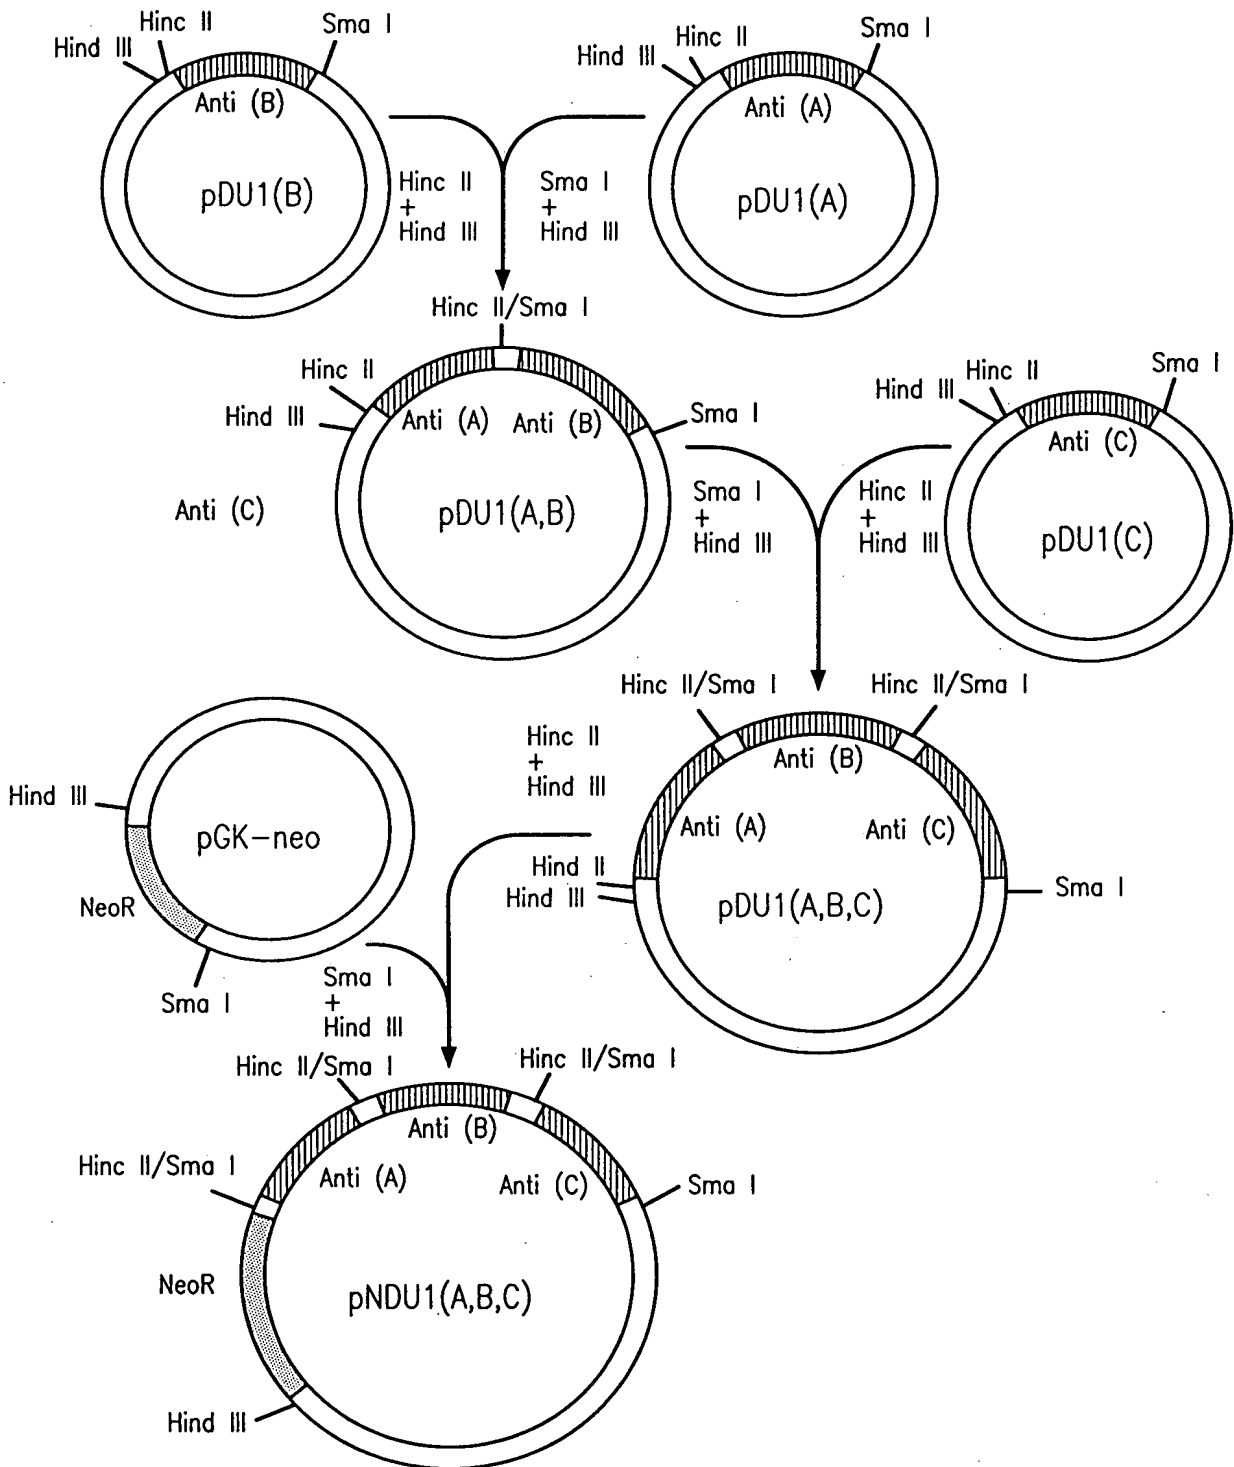 Hinc II
Sma I
Hind III
Anti (B)
pDU1(B)
Hinc II
Sma I
Hind III
Anti (A)
pDU1(A)
Hinc II
+
Hind III
Sma I
+
Hind III
Hinc II/Sma I
Hinc II
Hind III
Anti (A)
Anti (B)
Sma I
Anti (C)
pDU1(A,B)
Sma I
+
Hind III
Hinc II
+
Hind III
Hind III
Hinc II
Sma I
Anti (C)
pDU1(C)
Hinc II/Sma I
Hinc II/Sma I
Hinc II
+
Hind III
Anti (B)
Anti (A)
Anti (C)
Hind II
Hind III
pDU1(A,B,C)
Sma I
Hind III
pGK-neo
NeoR
Sma I
Sma I
+
Hind III
Hinc II/Sma I
Hinc II/Sma I
Anti (B)
Hinc II/Sma I
Anti (A)
Anti (C)
Sma I
NeoR
pNDU1(A,B,C)
Hind III